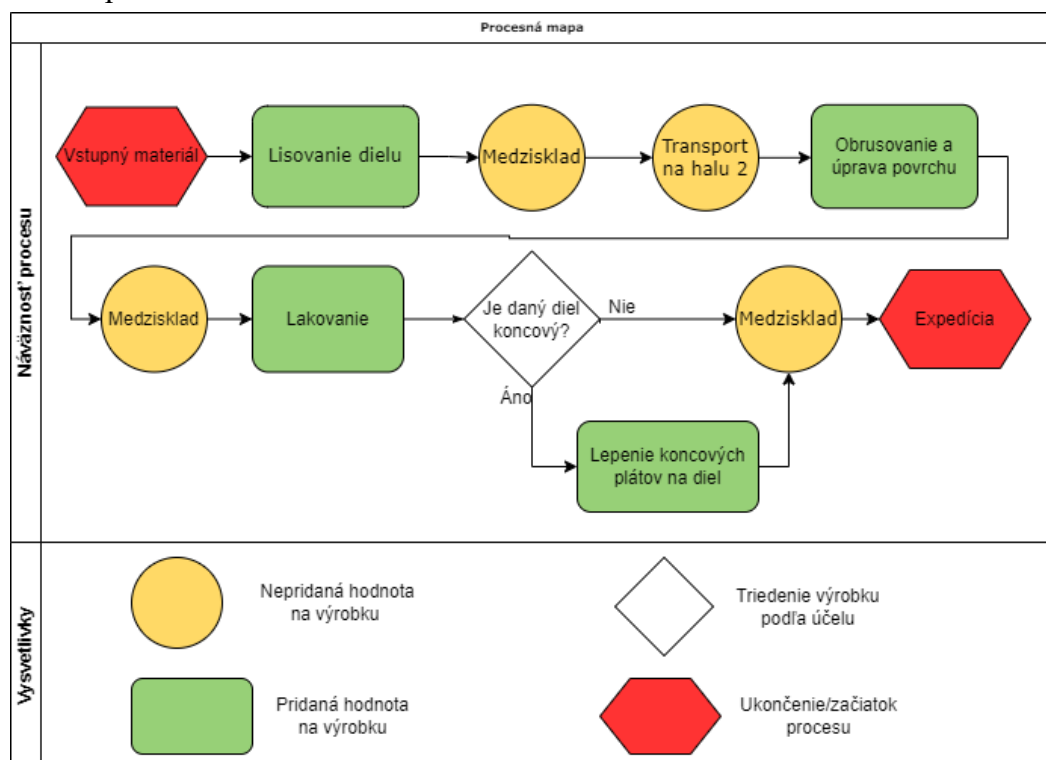 Procesná mapa
Náväznosť procesu
Vstupný materiál
Lisovanie dielu
Medzisklad
Transport
na halu 2
Obrusovanie a
úprava povrchu
Medzisklad
Lakovanie
Je daný diel
koncový?
Nie
Medzisklad
Expedícia
Áno
Lepenie koncových
plátov na diel
Vysvetlivky
Nepridaná hodnota
na výrobku
Triedenie výrobku
podľa účelu
Pridaná hodnota
na výrobku
Ukončenie/začiatok
procesu